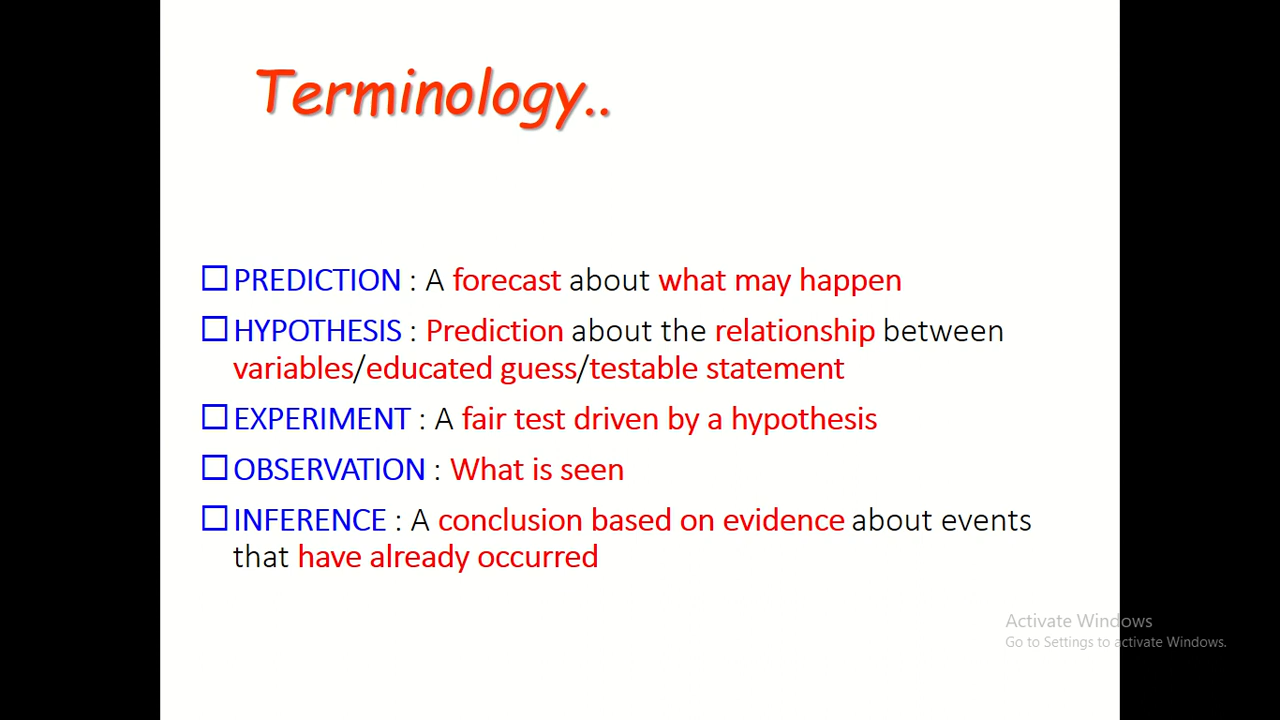 Terminology..
PREDICTION : A forecast about what may happen
HYPOTHESIS : Prediction about the relationship between
variables/educated guess/testable statement
EXPERIMENT : A fair test driven by a hypothesis
OBSERVATION : What is seen
INFERENCE : A conclusion based on evidence about events
that have already occurred
Activate Windows
Go to Settings to activate Windows.